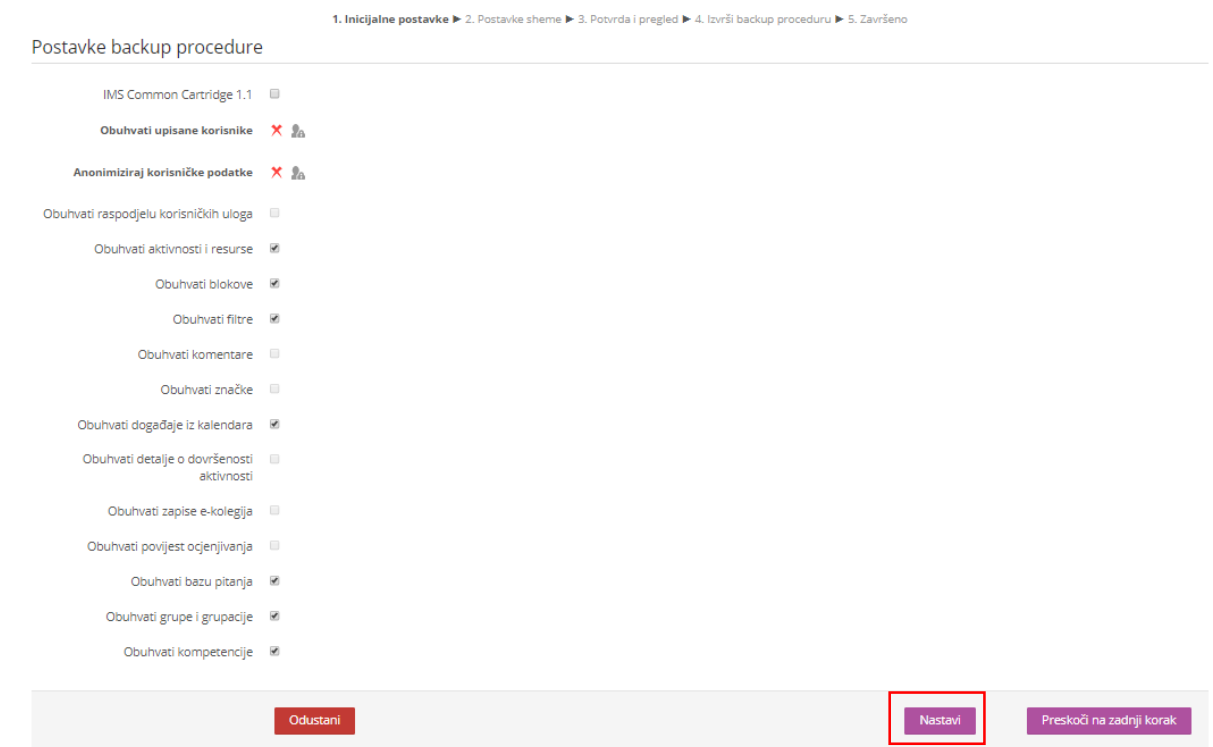 1. Inicijalne postavke ► 2. Postavke sheme ► 3. Potvrda i pregled ► 4. Izvrši backup proceduru ► 5. Završeno
Postavke backup procedure
IMS Common Cartridge 1.1
Obuhvati upisane korisnike
Anonimiziraj korisničke podatke
Obuhvati raspodjelu korisničkih uloga
Obuhvati aktivnosti i resurse
Obuhvati blokove
Obuhvati filtre
Obuhvati komentare
Obuhvati značke
Obuhvati događaje iz kalendara
Obuhvati detalje o dovršenosti
aktivnosti
Obuhvati zapise e-kolegija
Obuhvati povijest ocjenjivanja
Obuhvati bazu pitanja
Obuhvati grupe i grupacije
Obuhvati kompetencije
Odustani Nastavi Preskoči na zadnji korak